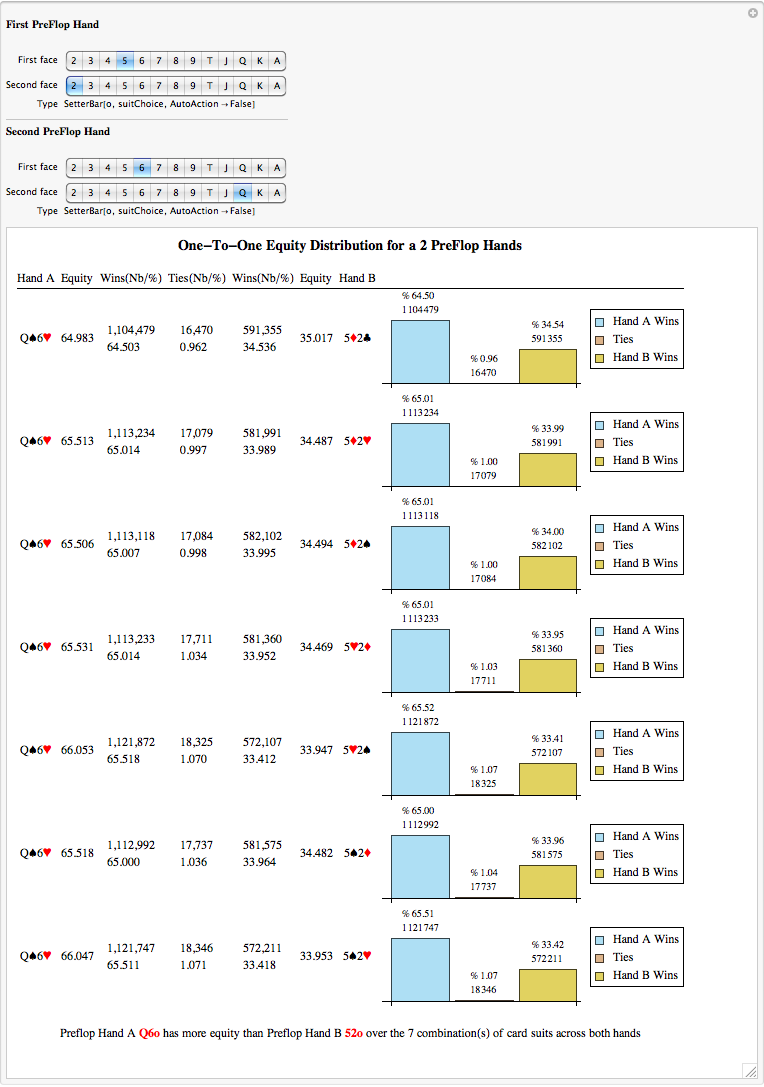 First PreFlop Hand
First face 2 3 4 5 6 7 8 9 T J Q K A
Second face 2 3 4 5 6 7 8 9 T J Q K A
Type SetterBar[o, suitChoice, AutoAction → False]
Second PreFlop Hand
First face 2 3 4 5 6 7 8 9 T J Q K A
Second face 2 3 4 5 6 7 8 9 T J Q K A
Type SetterBar[o, suitChoice, AutoAction → False]
One–To–One Equity Distribution for a 2 PreFlop Hands
Hand A Equity Wins(Nb/%) Ties(Nb/%) Wins(Nb/%) Equity Hand B
Q♠6♥ 64.983 1,104,479 16,470 591,355 35.017 5♦2♣
64.503 0.962 34.536
% 64.50
1104479
% 0.96
16470
% 34.54
591355
Hand A Wins
Ties
Hand B Wins
Q♠6♥ 65.513 1,113,234 17,079 581,991 34.487 5♦2♥
65.014 0.997 33.989
% 65.01
1113234
% 1.00
17079
% 33.99
581991
Hand A Wins
Ties
Hand B Wins
Q♠6♥ 65.506 1,113,118 17,084 582,102 34.494 5♦2♠
65.007 0.998 33.995
% 65.01
1113118
% 1.00
17084
% 34.00
582102
Hand A Wins
Ties
Hand B Wins
Q♠6♥ 65.531 1,113,233 17,711 581,360 34.469 5♥2♦
65.014 1.034 33.952
% 65.01
1113233
% 1.03
17711
% 33.95
581360
Hand A Wins
Ties
Hand B Wins
Q♠6♥ 66.053 1,121,872 18,325 572,107 33.947 5♥2♠
65.518 1.070 33.412
% 65.52
1121872
% 1.07
18325
% 33.41
572107
Hand A Wins
Ties
Hand B Wins
Q♠6♥ 65.518 1,112,992 17,737 581,575 34.482 5♠2♦
65.000 1.036 33.964
% 65.00
1112992
% 1.04
17737
% 33.96
581575
Hand A Wins
Ties
Hand B Wins
Q♠6♥ 66.047 1,121,747 18,346 572,211 33.953 5♠2♥
65.511 1.071 33.418
% 65.51
1121747
% 1.07
18346
% 33.42
572211
Hand A Wins
Ties
Hand B Wins
Preflop Hand A Q6o has more equity than Preflop Hand B 52o over the 7 combination(s) of card suits across both hands